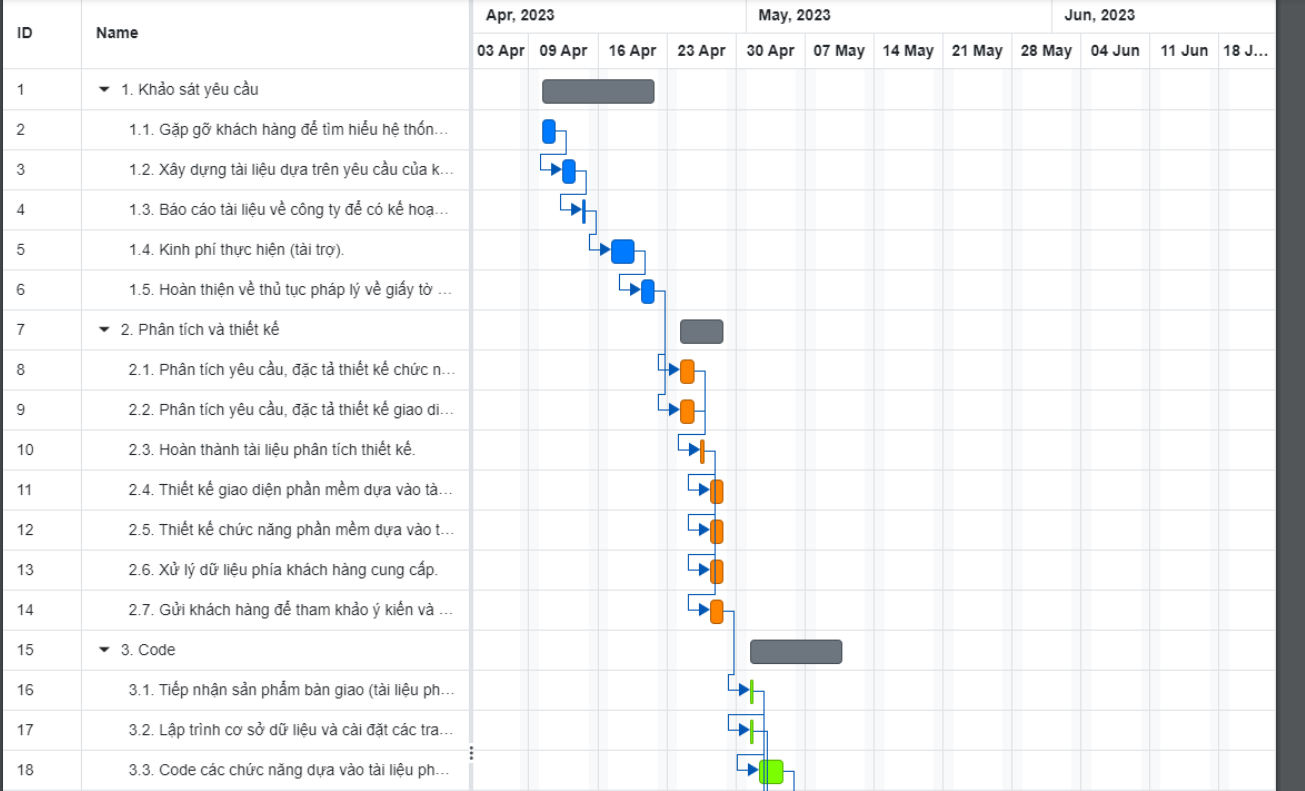 ID
Name
Apr, 2023
May, 2023
Jun, 2023
03 Apr
09 Apr
16 Apr
23 Apr
30 Apr
07 May
14 May
21 May
28 May
04 Jun
11 Jun
18 J...
1 1. Khảo sát yêu cầu
2 1.1. Gặp gỡ khách hàng để tìm hiểu hệ thốn...
3 1.2. Xây dựng tài liệu dựa trên yêu cầu của k...
4 1.3. Báo cáo tài liệu về công ty để có kế hoạ...
5 1.4. Kinh phí thực hiện (tài trợ).
6 1.5. Hoàn thiện về thủ tục pháp lý về giấy tờ ...
7 2. Phân tích và thiết kế
8 2.1. Phân tích yêu cầu, đặc tả thiết kế chức n...
9 2.2. Phân tích yêu cầu, đặc tả thiết kế giao di...
10 2.3. Hoàn thành tài liệu phân tích thiết kế.
11 2.4. Thiết kế giao diện phần mềm dựa vào tà...
12 2.5. Thiết kế chức năng phần mềm dựa vào t...
13 2.6. Xử lý dữ liệu phía khách hàng cung cấp.
14 2.7. Gửi khách hàng để tham khảo ý kiến và ...
15 3. Code
16 3.1. Tiếp nhận sản phẩm bàn giao (tài liệu ph...
17 3.2. Lập trình cơ sở dữ liệu và cài đặt các tra...
18 3.3. Code các chức năng dựa vào tài liệu ph...